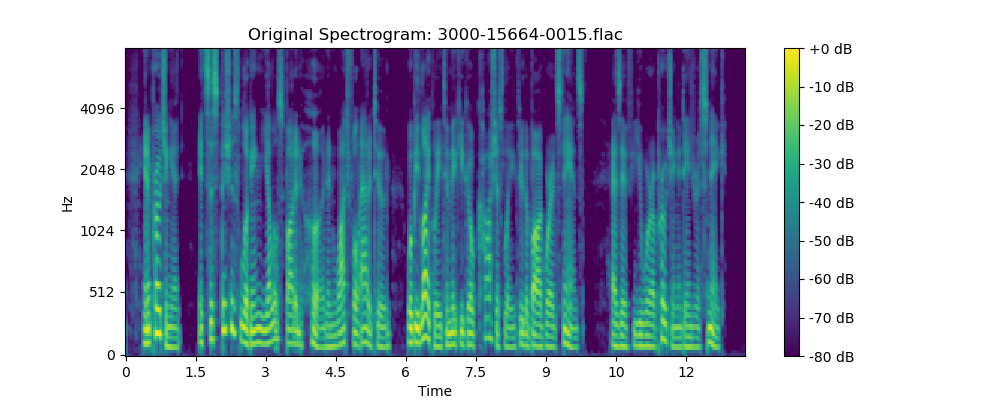 Original Spectrogram: 3000-15664-0015.flac
Hz
4096
2048
1024
512
0
0 1.5 3 4.5 6 7.5 9 10 12
Time
+0 dB
-10 dB
-20 dB
-30 dB
-40 dB
-50 dB
-60 dB
-70 dB
-80 dB